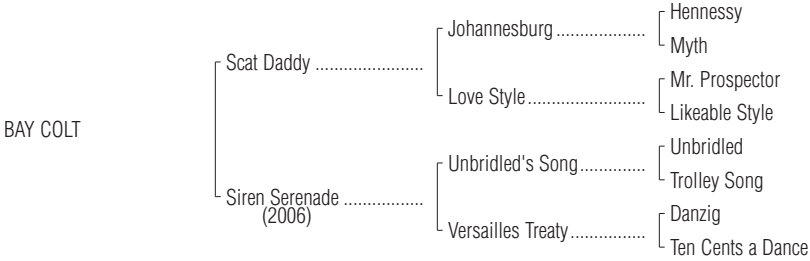 Hennessy
Johannesburg ...................
Myth
Scat Daddy .......................
Mr. Prospector
Love Style.........................
Likeable Style
BAY COLT
Unbridled
Unbridled's Song..............
Trolley Song
Siren Serenade .................
(2006)
Danzig
Versailles Treaty................
Ten Cents a Dance